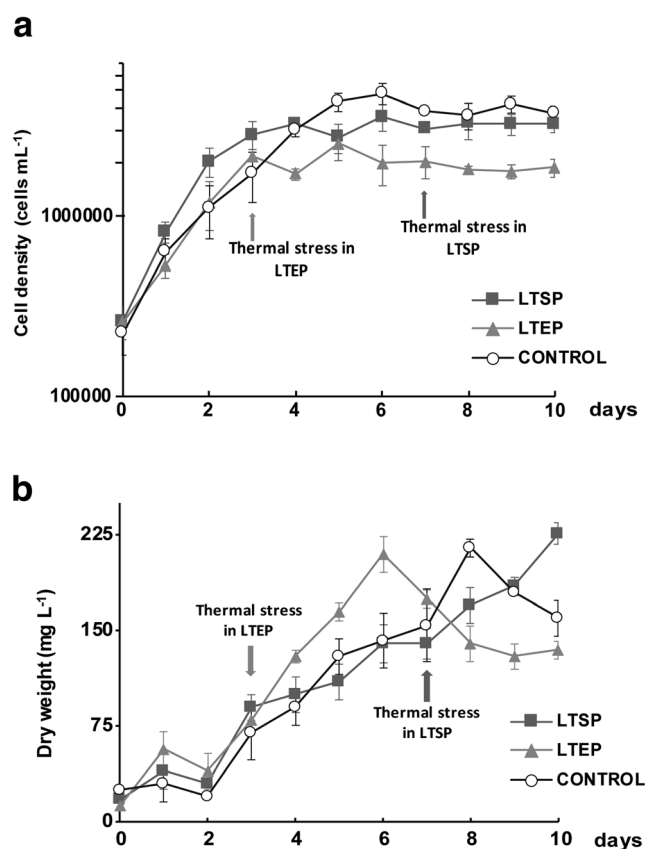 a
Cell density (cells mL-1)
1000000
100000
Thermal stress in
LTEP
Thermal stress in
LTSP
LTSP
LTEP
CONTROL
0 2 4 6 8 10 days
b
Dry weight (mg L-1)
225
150
75
0
Thermal stress
in LTEP
Thermal stress
in LTSP
LTSP
LTEP
CONTROL
0 2 4 6 8 10 days